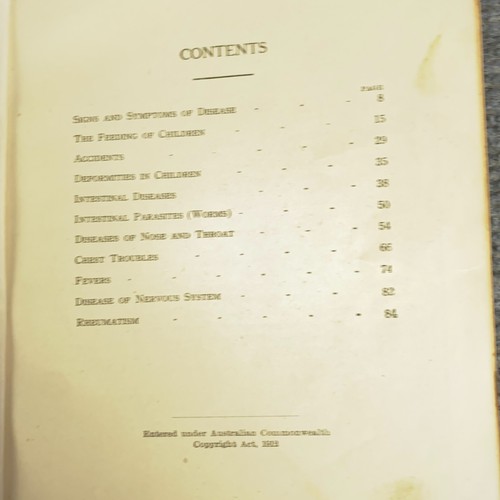 CONTENTS
PAGE
SIGNS AND SYMPTOMS OF DISEASE - - - 8
THE FEEDING OF CHILDREN - - - 15
ACCIDENTS - - - - 29
DEFORMITIES IN CHILDREN - - - 35
INTESTINAL DISEASES - - - 38
INTESTINAL PARASITES (WORMS) - - - 50
DISEASES OF NOSE AND THROAT - - - 54
CHEST TROUBLES - - - - 66
FEVERS - - - - - - 74
DISEASE OF NERVOUS SYSTEM - - - 82
RHEUMATISM - - - - - 84
Entered under Australian Commonwealth
Copyright Act, 1912